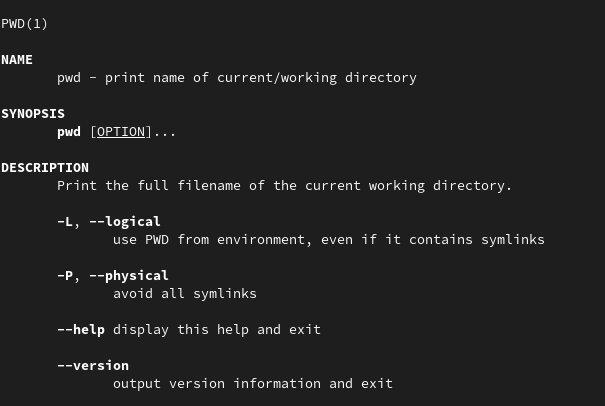 PWD(1)
NAME
pwd - print name of current/working directory
SYNOPSIS
pwd [OPTION]...
DESCRIPTION
Print the full filename of the current working directory.
-L, --logical
use PWD from environment, even if it contains symlinks
-P, --physical
avoid all symlinks
--help display this help and exit
--version
output version information and exit